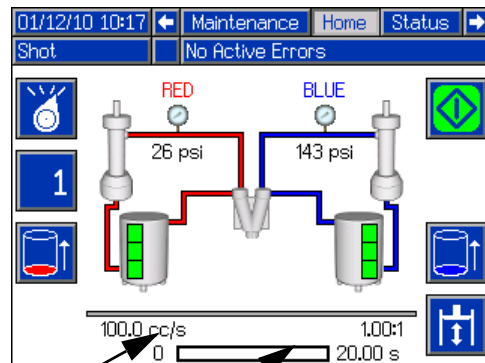 01/12/10 10:17 Maintenance Home Status
Shot No Active Errors
RED BLUE
26 psi 143 psi
1
100.0 cc/s 1.00:1
0 20.00 s